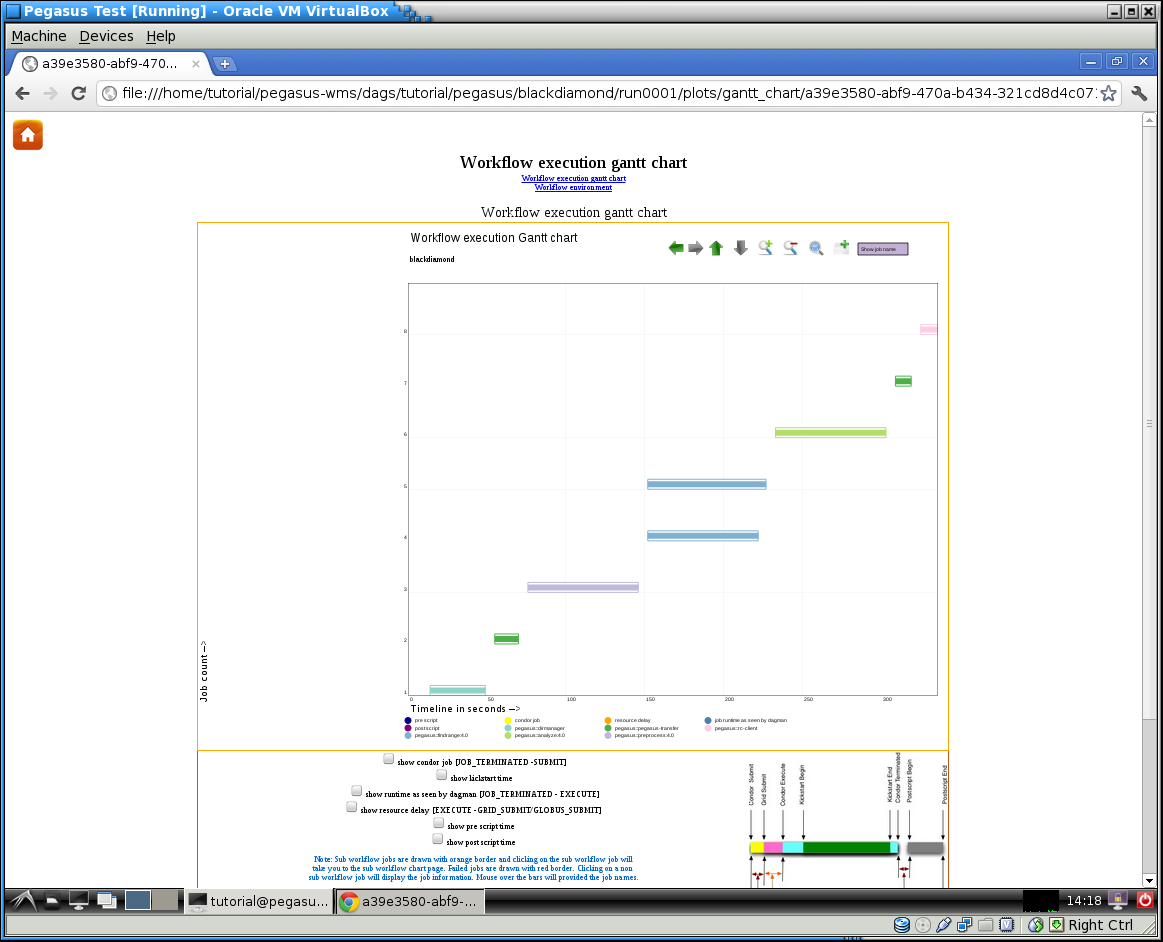 Pegasus Test [Running] - Oracle VM VirtualBox
Machine Devices Help
a39e3580-abf9-470...
file:///home/tutorial/pegasus-wms/dags/tutorial/pegasus/blackdiamond/run0001/plots/gantt_chart/a39e3580-abf9-470a-b434-321cd8d4c07
Workflow execution gantt chart
Workflow execution gantt chart
Workflow environment
Workflow execution gantt chart
Workflow execution Gantt chart
Show job name
blackdiamond
8
7
6
5
4
3
2
1
Job count -->
0 50 100 150 200 250 300
Timeline in seconds -->
pre script
condor job
resource delay
job runtime as seen by dagman
postscript
pegasus::dirmanager
pegasus::pegasus-transfer
pegasus::rc-client
pegasus::findrange:4.0
pegasus::analyze:4.0
pegasus::preprocess:4.0
show condor job [JOB_TERMINATED -SUBMIT]
show kickstart time
show runtime as seen by dagman [JOB_TERMINATED - EXECUTE]
show resource delay [EXECUTE -GRID_SUBMIT/GLOBUS_SUBMIT]
show pre script time
show post script time
Note: Sub workflow jobs are drawn with orange border and clicking on the sub workflow job will
take you to the sub workflow chart page. Failed jobs are drawn with red border. Clicking on a non
sub workflow job will display the job information. Mouse over the bars will provided the job names.
Condor Submit
Grid Submit
Condor Execute
Kickstart Begin
Kickstart End
Condor Terminated
Postscript Begin
Postscript End
tutorial@pegasu...
a39e3580-abf9-...
14:18
Right Ctrl